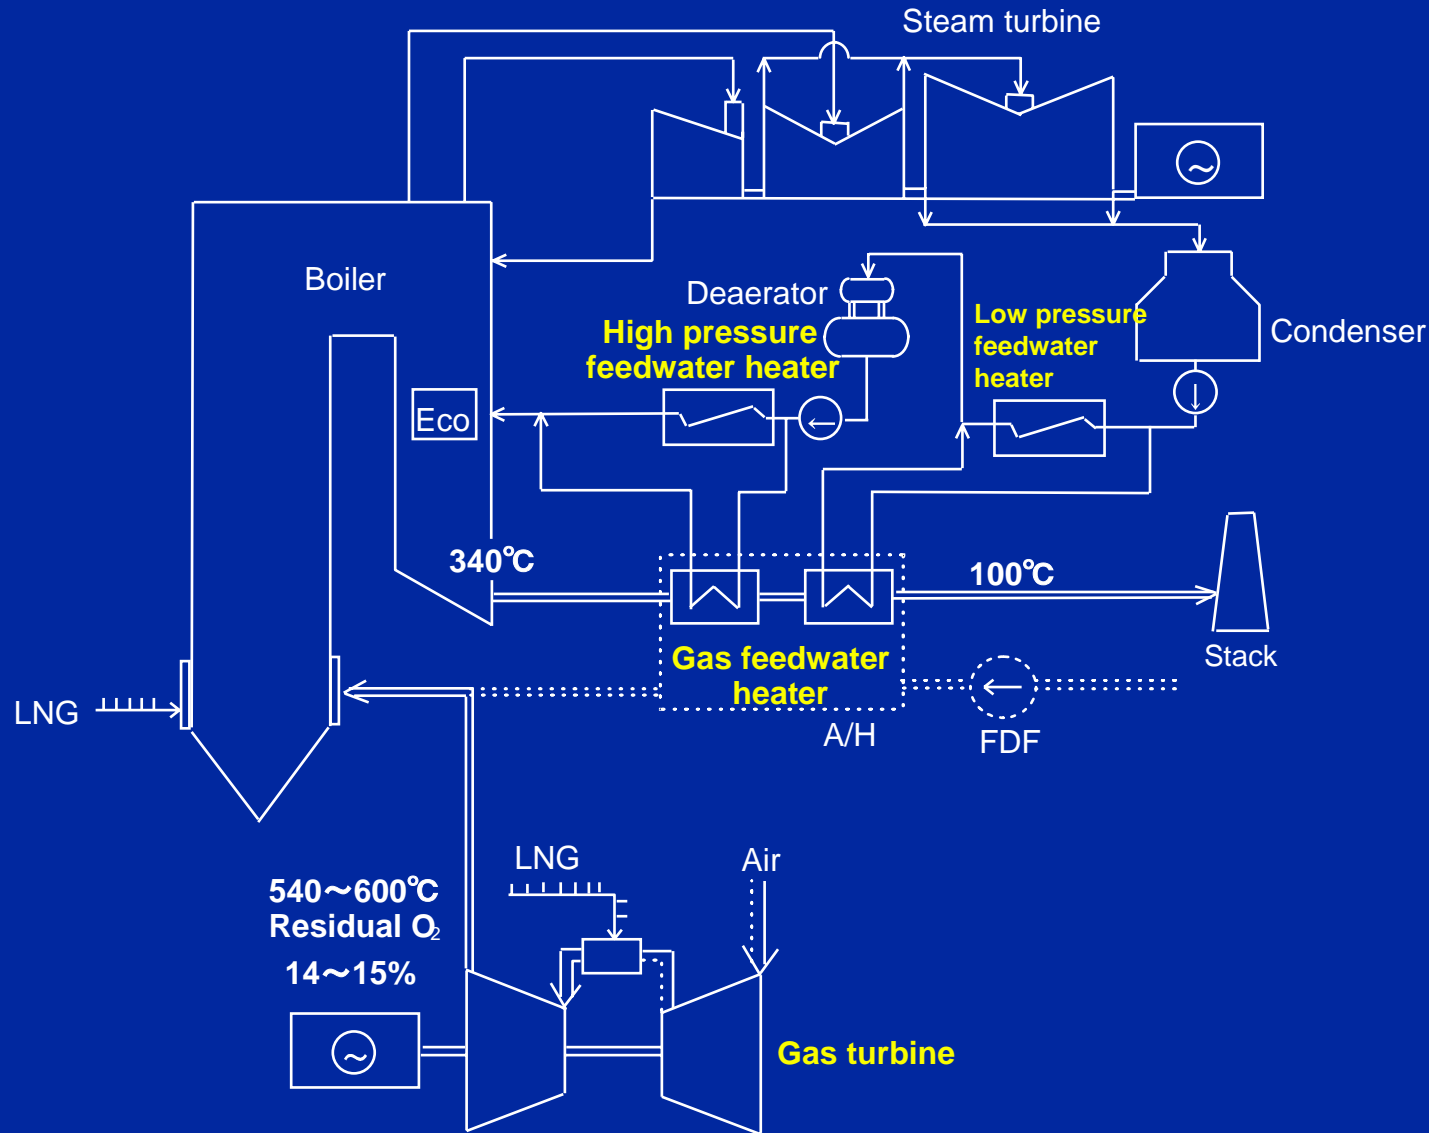 Steam turbine
Boiler
Deaerator
High pressure
feedwater heater
Low pressure
feedwater
heater
Condenser
Eco
340℃
100℃
Gas feedwater
heater
Stack
LNG
A/H
FDF
LNG
Air
540～600℃
Residual O₂
14～15%
Gas turbine